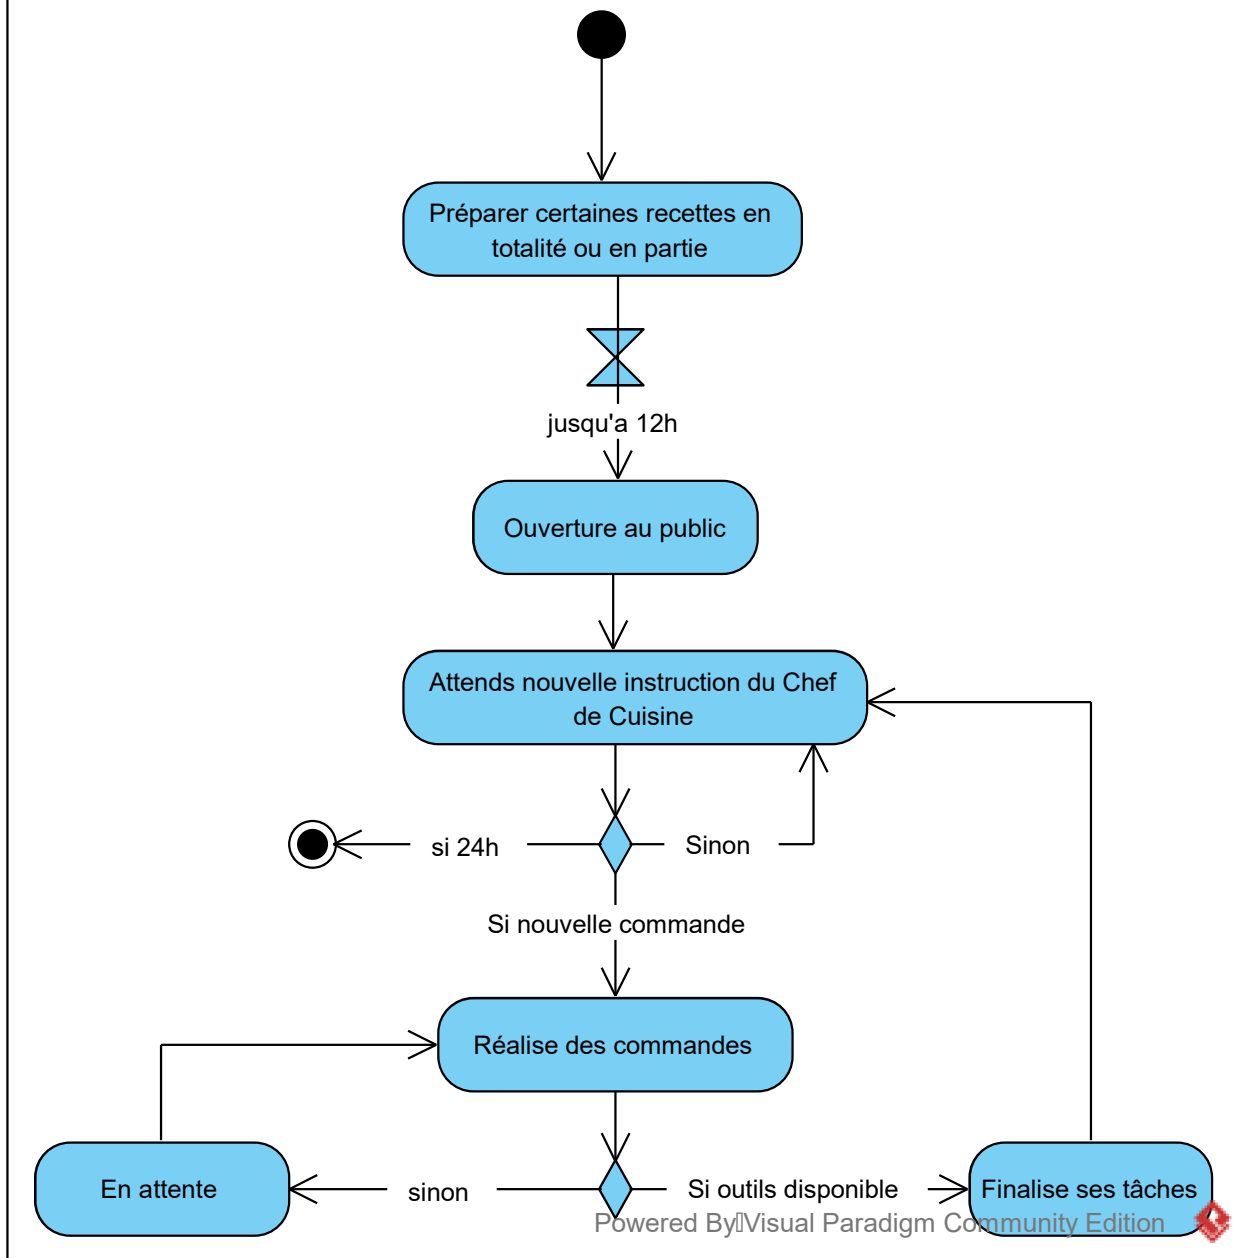 Préparer certaines recettes en
totalité ou en partie
jusqu'a 12h
Ouverture au public
Attends nouvelle instruction du Chef
de Cuisine
si 24h
Sinon
Si nouvelle commande
Réalise des commandes
En attente
sinon
Si outils disponible
Finalise ses tâches
Powered By Visual Paradigm Community Edition